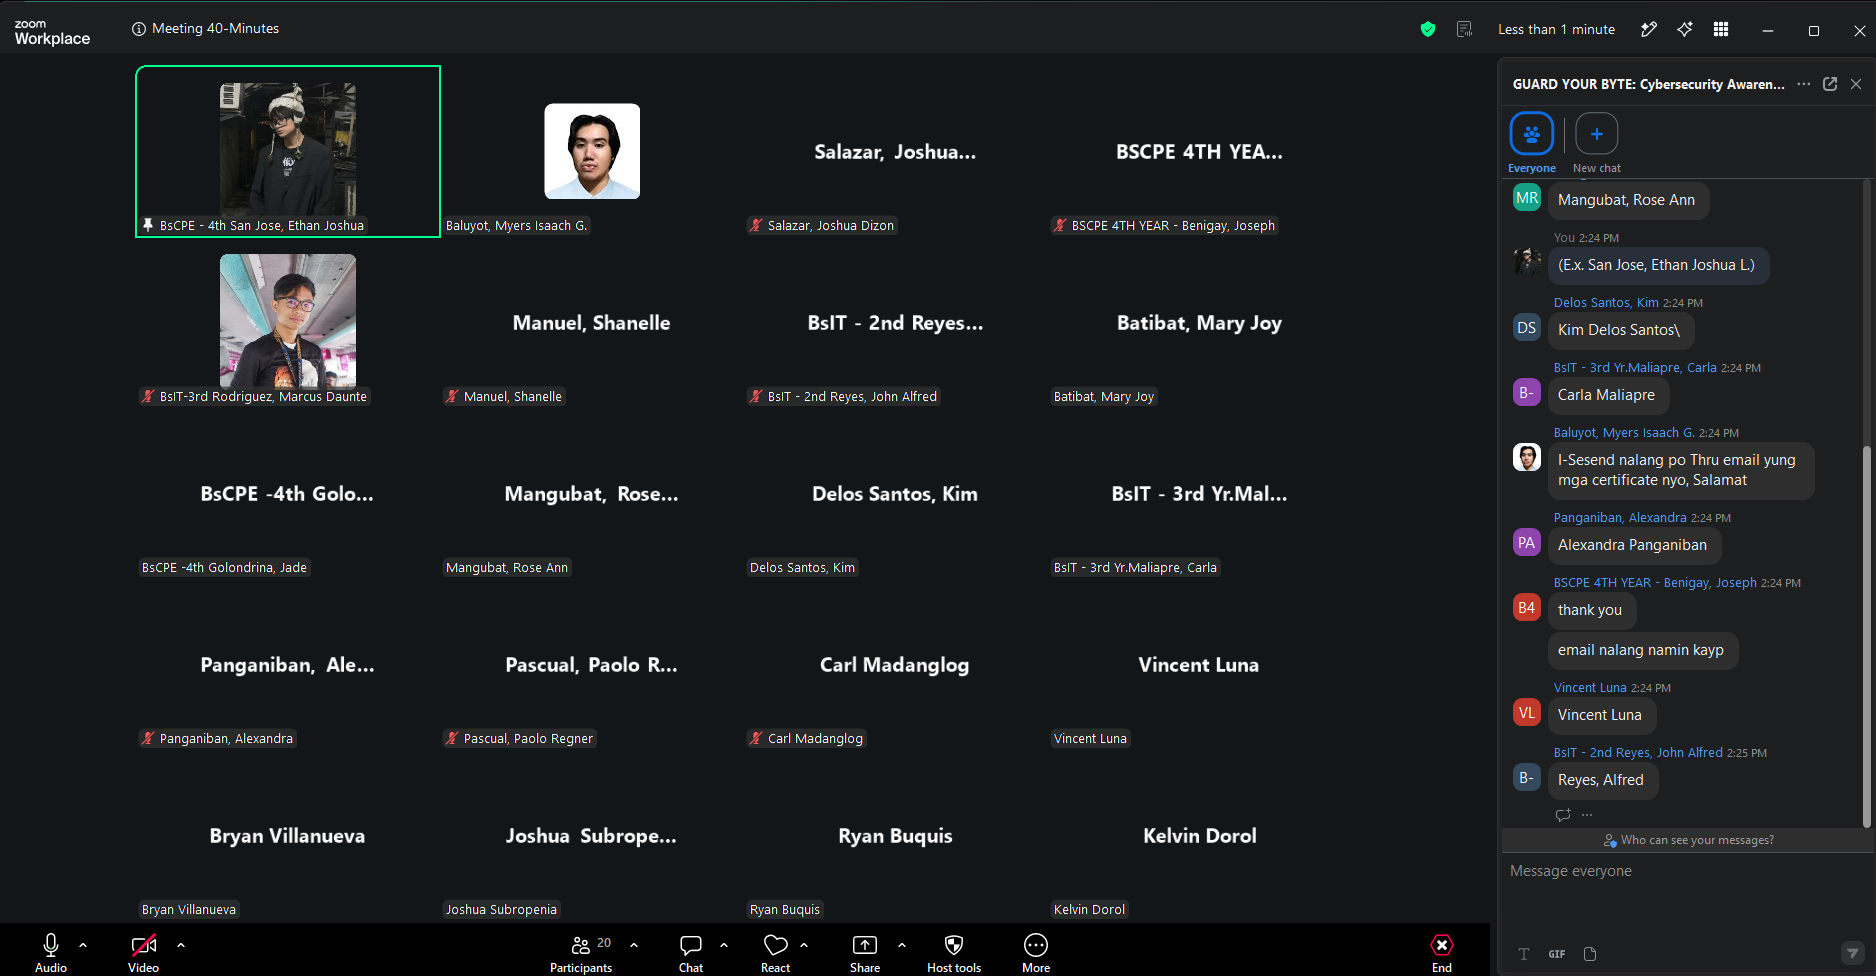 zoom
Workplace
Meeting 40-Minutes
Less than 1 minute
BsCPE - 4th San Jose, Ethan Joshua
Baluyot, Myers Isaach G.
Salazar, Joshua...
Salazar, Joshua Dizon
BSCPE 4TH YEA...
BSCPE 4TH YEAR - Benigay, Joseph
BsIT-3rd Rodriguez, Marcus Daunte
Manuel, Shanelle
Manuel, Shanelle
BsIT - 2nd Reyes...
BsIT - 2nd Reyes, John Alfred
Batibat, Mary Joy
Batibat, Mary Joy
BsCPE -4th Golo...
BsCPE -4th Golondrina, Jade
Mangubat, Rose...
Mangubat, Rose Ann
Delos Santos, Kim
Delos Santos, Kim
BsIT - 3rd Yr.Mal...
BsIT - 3rd Yr.Maliapre, Carla
Panganiban, Ale...
Panganiban, Alexandra
Pascual, Paolo R...
Pascual, Paolo Regner
Carl Madanglog
Carl Madanglog
Vincent Luna
Vincent Luna
Bryan Villanueva
Bryan Villanueva
Joshua Subrope...
Joshua Subropenia
Ryan Buquis
Ryan Buquis
Kelvin Dorol
Kelvin Dorol
GUARD YOUR BYTE: Cybersecurity Awaren...
Everyone
New chat
MR
Mangubat, Rose Ann
You 2:24 PM
(E.x. San Jose, Ethan Joshua L.)
Delos Santos, Kim 2:24 PM
DS
Kim Delos Santos\
BsIT - 3rd Yr.Maliapre, Carla 2:24 PM
B-
Carla Maliapre
Baluyot, Myers Isaach G. 2:24 PM
I-Sesend nalang po Thru email yung
mga certificate nyo, Salamat
Panganiban, Alexandra 2:24 PM
PA
Alexandra Panganiban
BSCPE 4TH YEAR - Benigay, Joseph 2:24 PM
B4
thank you
email nalang namin kayp
Vincent Luna 2:24 PM
VL
Vincent Luna
BsIT - 2nd Reyes, John Alfred 2:25 PM
B-
Reyes, Alfred
Who can see your messages?
Message everyone
GIF
Audio
Video
20
Participants
Chat
React
Share
Host tools
More
End